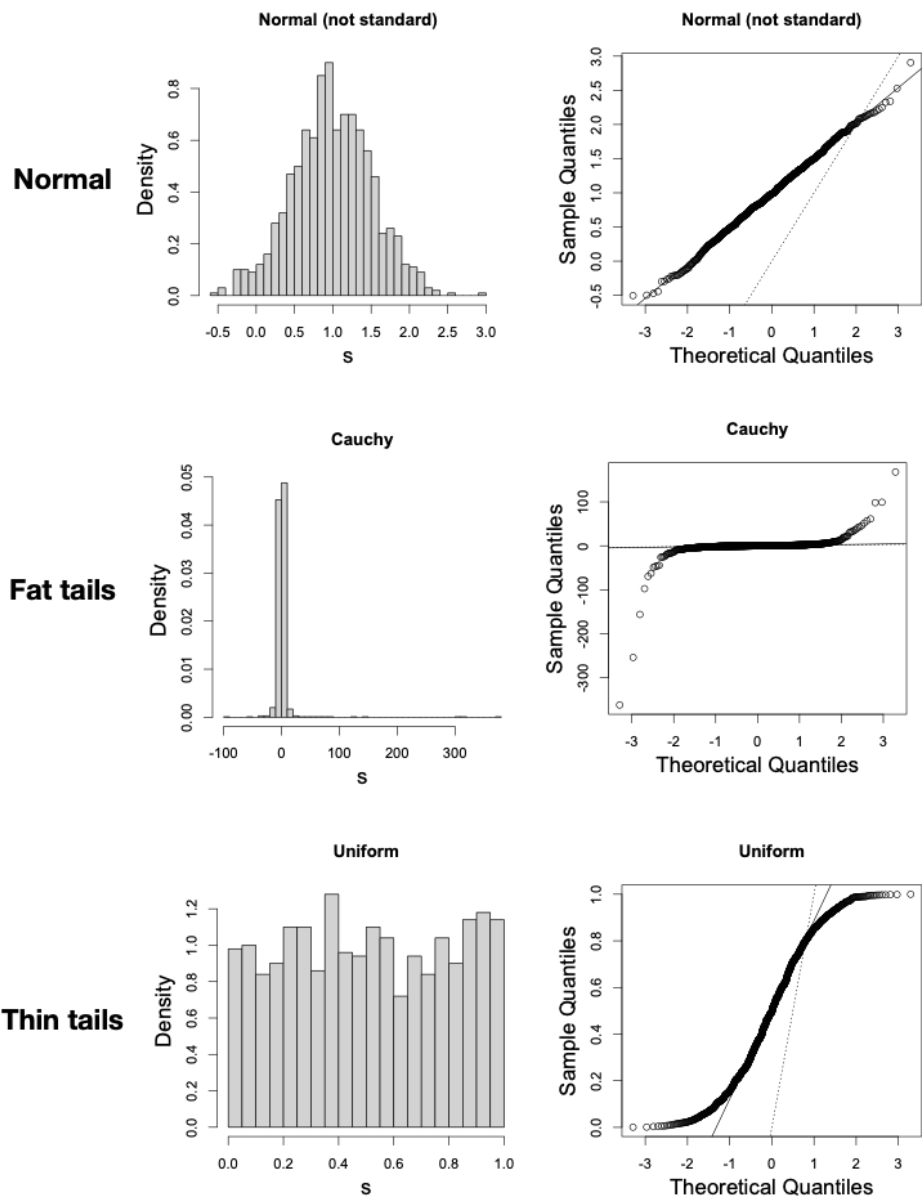 Normal (not standard)
Normal (not standard)
Normal
Density
0.0 0.2 0.4 0.6 0.8
-0.5 0.0 0.5 1.0 1.5 2.0 2.5 3.0
s
Sample Quantiles
-0.5 0.0 0.5 1.0 1.5 2.0 2.5 3.0
-3 -2 -1 0 1 2 3
Theoretical Quantiles
Cauchy
Cauchy
Fat tails
Density
0.00 0.01 0.02 0.03 0.04 0.05
-100 0 100 200 300
s
Sample Quantiles
-300 -200 -100 0 100
-3 -2 -1 0 1 2 3
Theoretical Quantiles
Uniform
Uniform
Thin tails
Density
0.0 0.2 0.4 0.6 0.8 1.0 1.2
0.0 0.2 0.4 0.6 0.8 1.0
s
Sample Quantiles
0.0 0.2 0.4 0.6 0.8 1.0
-3 -2 -1 0 1 2 3
Theoretical Quantiles